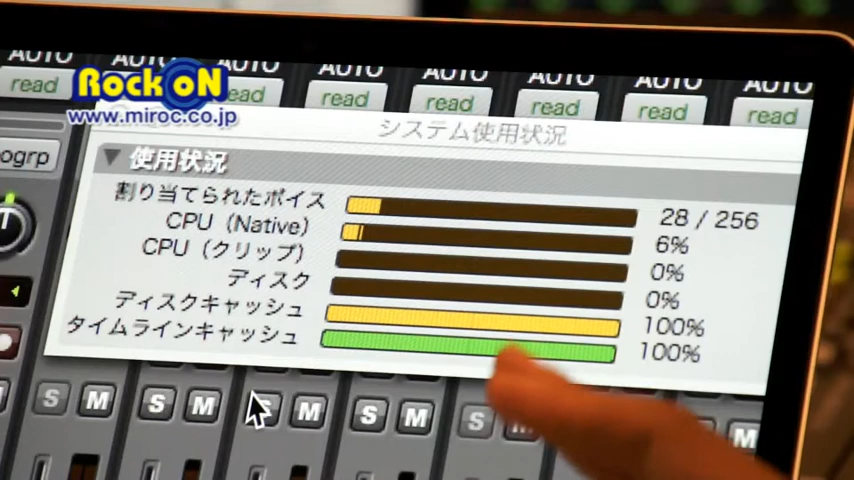 AUTO AUTO AUTO AUTO AUTO AUTO AUTO
read read read read read read read
Rock oN
www.miroc.co.jp
システム使用状況
ogrp
使用状況
割り当てられたボイス 28 / 256
CPU（Native） 6%
CPU（クリップ） 0%
ディスク 0%
ディスクキャッシュ 100%
タイムラインキャッシュ 100%
S M S M S M S M S M